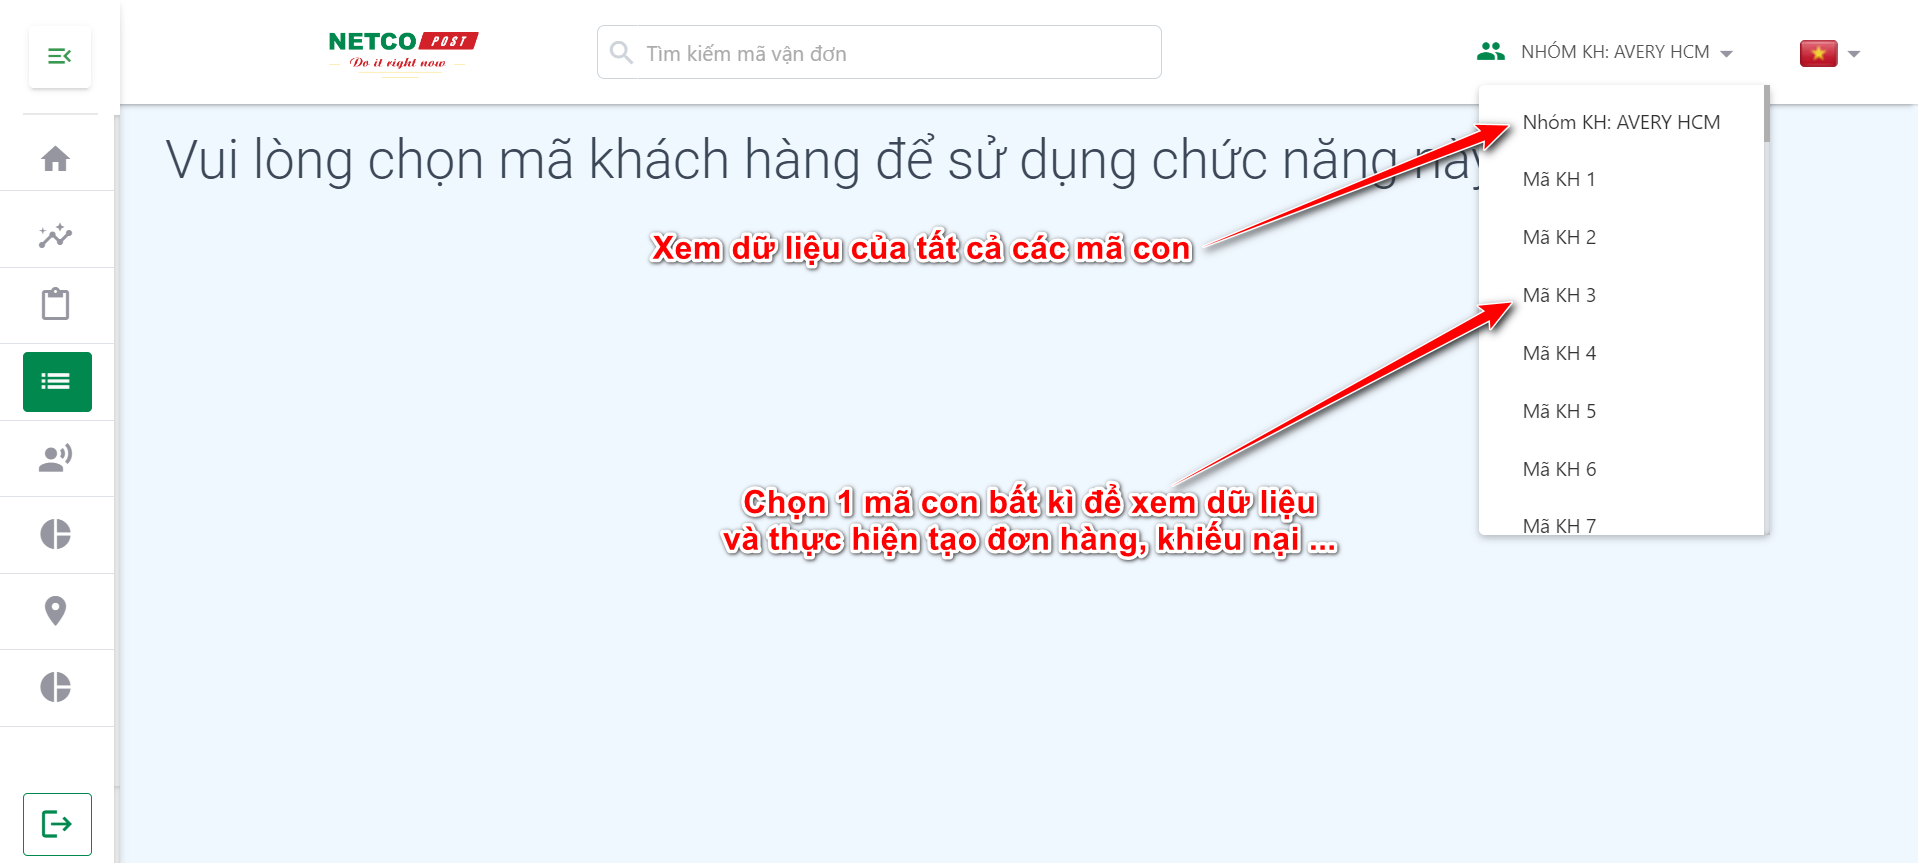 NETCO POST
Do it right now
Tìm kiếm mã vận đơn
NHÓM KH: AVERY HCM
Vui lòng chọn mã khách hàng để sử dụng chức năng này
Nhóm KH: AVERY HCM
Mã KH 1
Mã KH 2
Mã KH 3
Mã KH 4
Mã KH 5
Mã KH 6
Mã KH 7
Xem dữ liệu của tất cả các mã con
Chọn 1 mã con bất kì để xem dữ liệu
và thực hiện tạo đơn hàng, khiếu nại ...